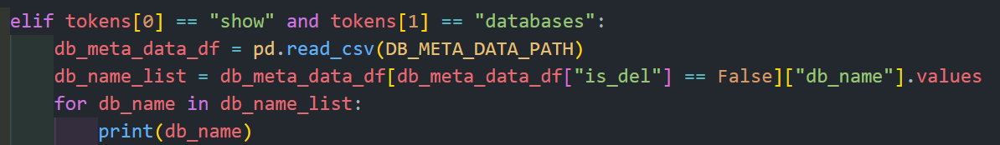 elif tokens[0] == "show" and tokens[1] == "databases":
    db_meta_data_df = pd.read_csv(DB_META_DATA_PATH)
    db_name_list = db_meta_data_df[db_meta_data_df["is_del"] == False]["db_name"].values
    for db_name in db_name_list:
        print(db_name)